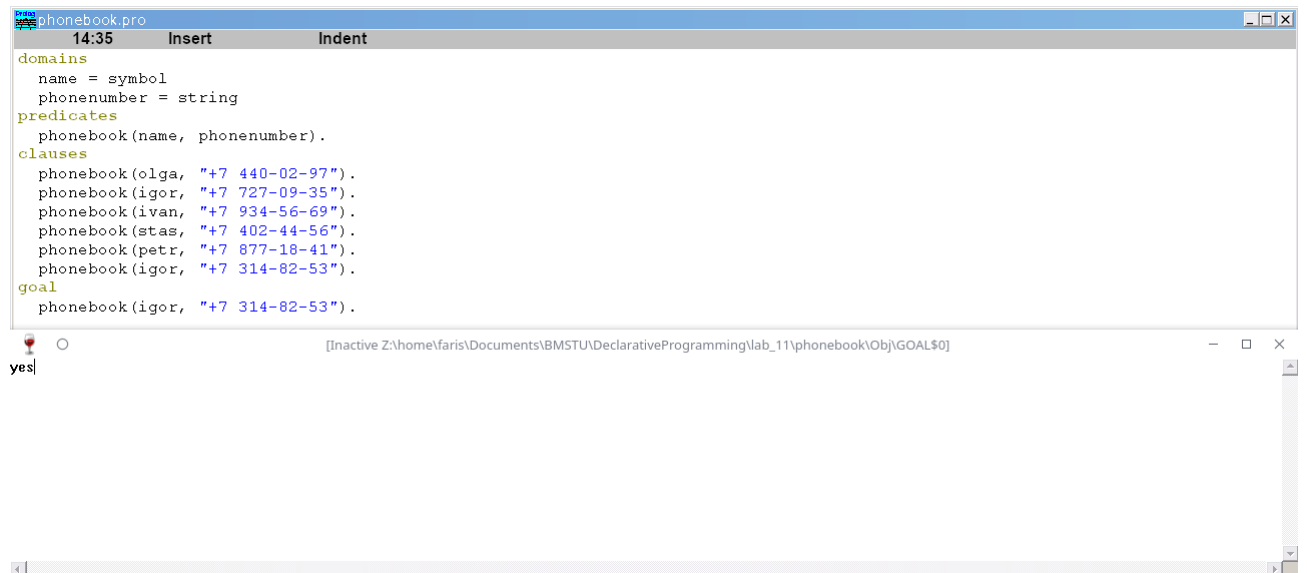 phonebook.pro
14:35 Insert Indent
domains
name = symbol
phonenumber = string
predicates
phonebook(name, phonenumber).
clauses
phonebook(olga, "+7 440-02-97").
phonebook(igor, "+7 727-09-35").
phonebook(ivan, "+7 934-56-69").
phonebook(stas, "+7 402-44-56").
phonebook(petr, "+7 877-18-41").
phonebook(igor, "+7 314-82-53").
goal
phonebook(igor, "+7 314-82-53").
[Inactive Z:\home\faris\Documents\BMSTU\DeclarativeProgramming\lab_11\phonebook\Obj\GOAL$0]
yes